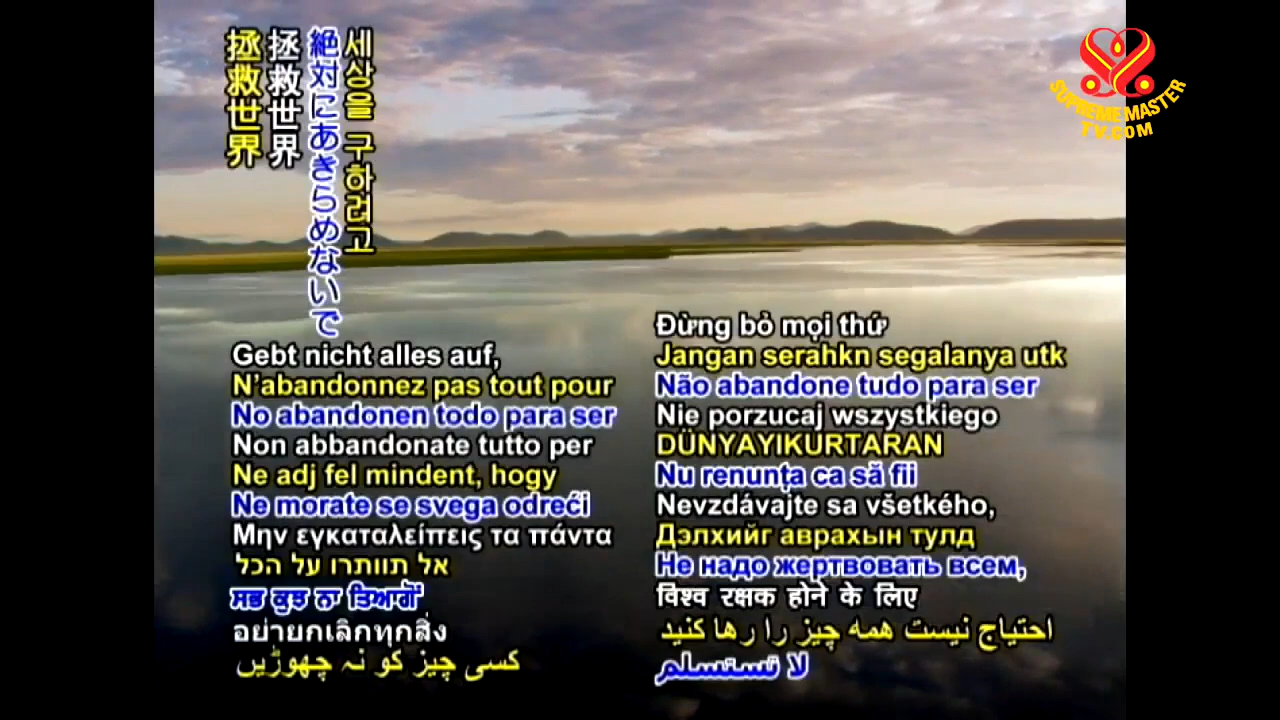 拯救世界
拯救世界
絶対にあきらめないで
세상을 구하려고
SUPREME MASTER
TV.COM
Gebt nicht alles auf,
N'abandonnez pas tout pour
No abandonen todo para ser
Non abbandonate tutto per
Ne adj fel mindent, hogy
Ne morate se svega odreći
Μην εγκαταλείπεις τα πάντα
אל תוותרו על הכל
ਸਭ ਕੁਝ ਨਾ ਤਿਆਗੋਂ
อย่ายกเลิกทุกสิ่ง
کسی چیز کو نہ چھوڑیں
Đừng bỏ mọi thứ
Jangan serahkn segalanya utk
Não abandone tudo para ser
Nie porzucaj wszystkiego
DÜNYAYIKURTARAN
Nu renunța ca să fii
Nevzdávajte sa všetkého,
Дэлхийг аврахын тулд
Не надо жертвовать всем,
विश्व रक्षक होने के लिए
احتیاج نیست همه چیز را رها کنید
لا تستسلم